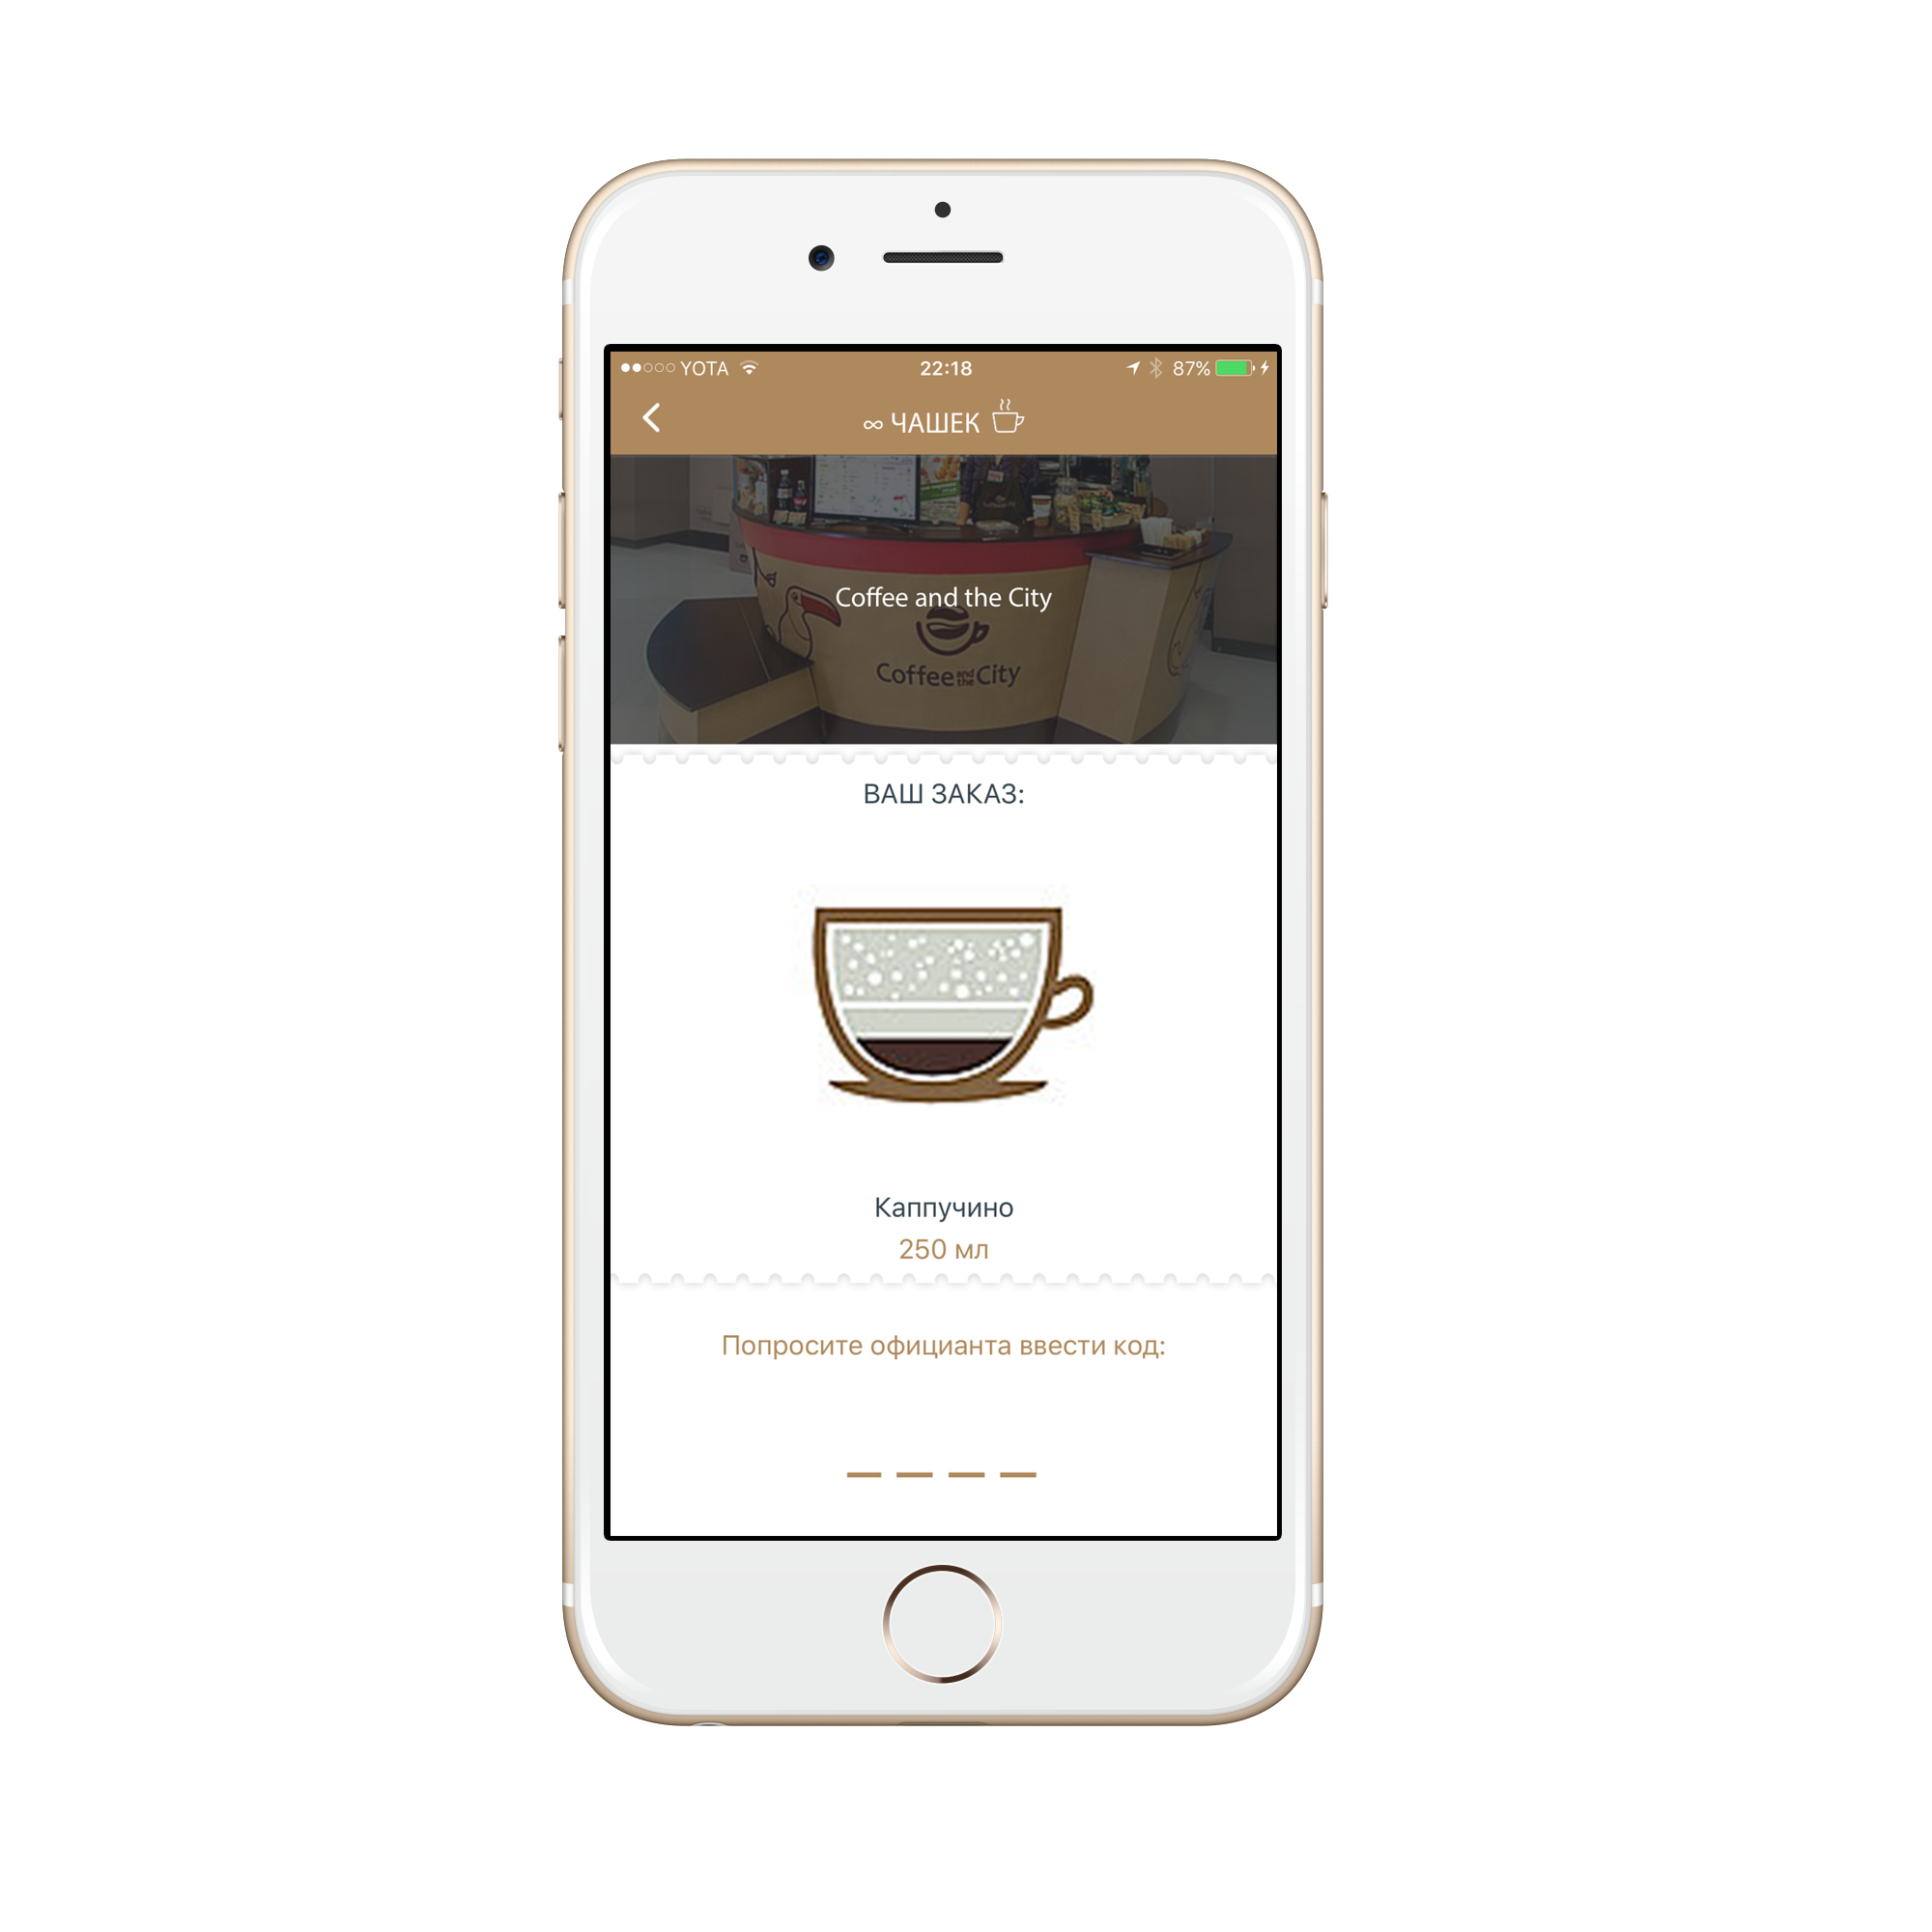 YOTA 22:18 87%
∞ ЧАШЕК
Coffee and the City
Coffee and the City
ВАШ ЗАКАЗ:
Каппучино
250 мл
Попросите официанта ввести код: